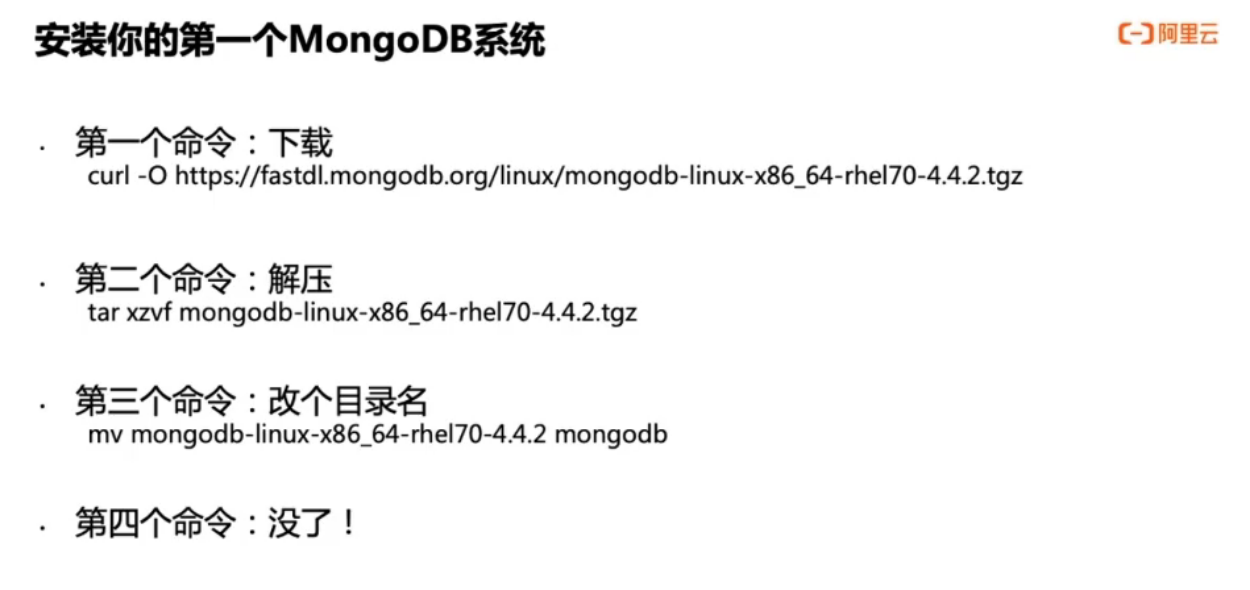 安装你的第一个MongoDB系统
阿里云
· 第一个命令：下载
curl -O https://fastdl.mongodb.org/linux/mongodb-linux-x86_64-rhel70-4.4.2.tgz
· 第二个命令：解压
tar xzvf mongodb-linux-x86_64-rhel70-4.4.2.tgz
· 第三个命令：改个目录名
mv mongodb-linux-x86_64-rhel70-4.4.2 mongodb
· 第四个命令：没了！